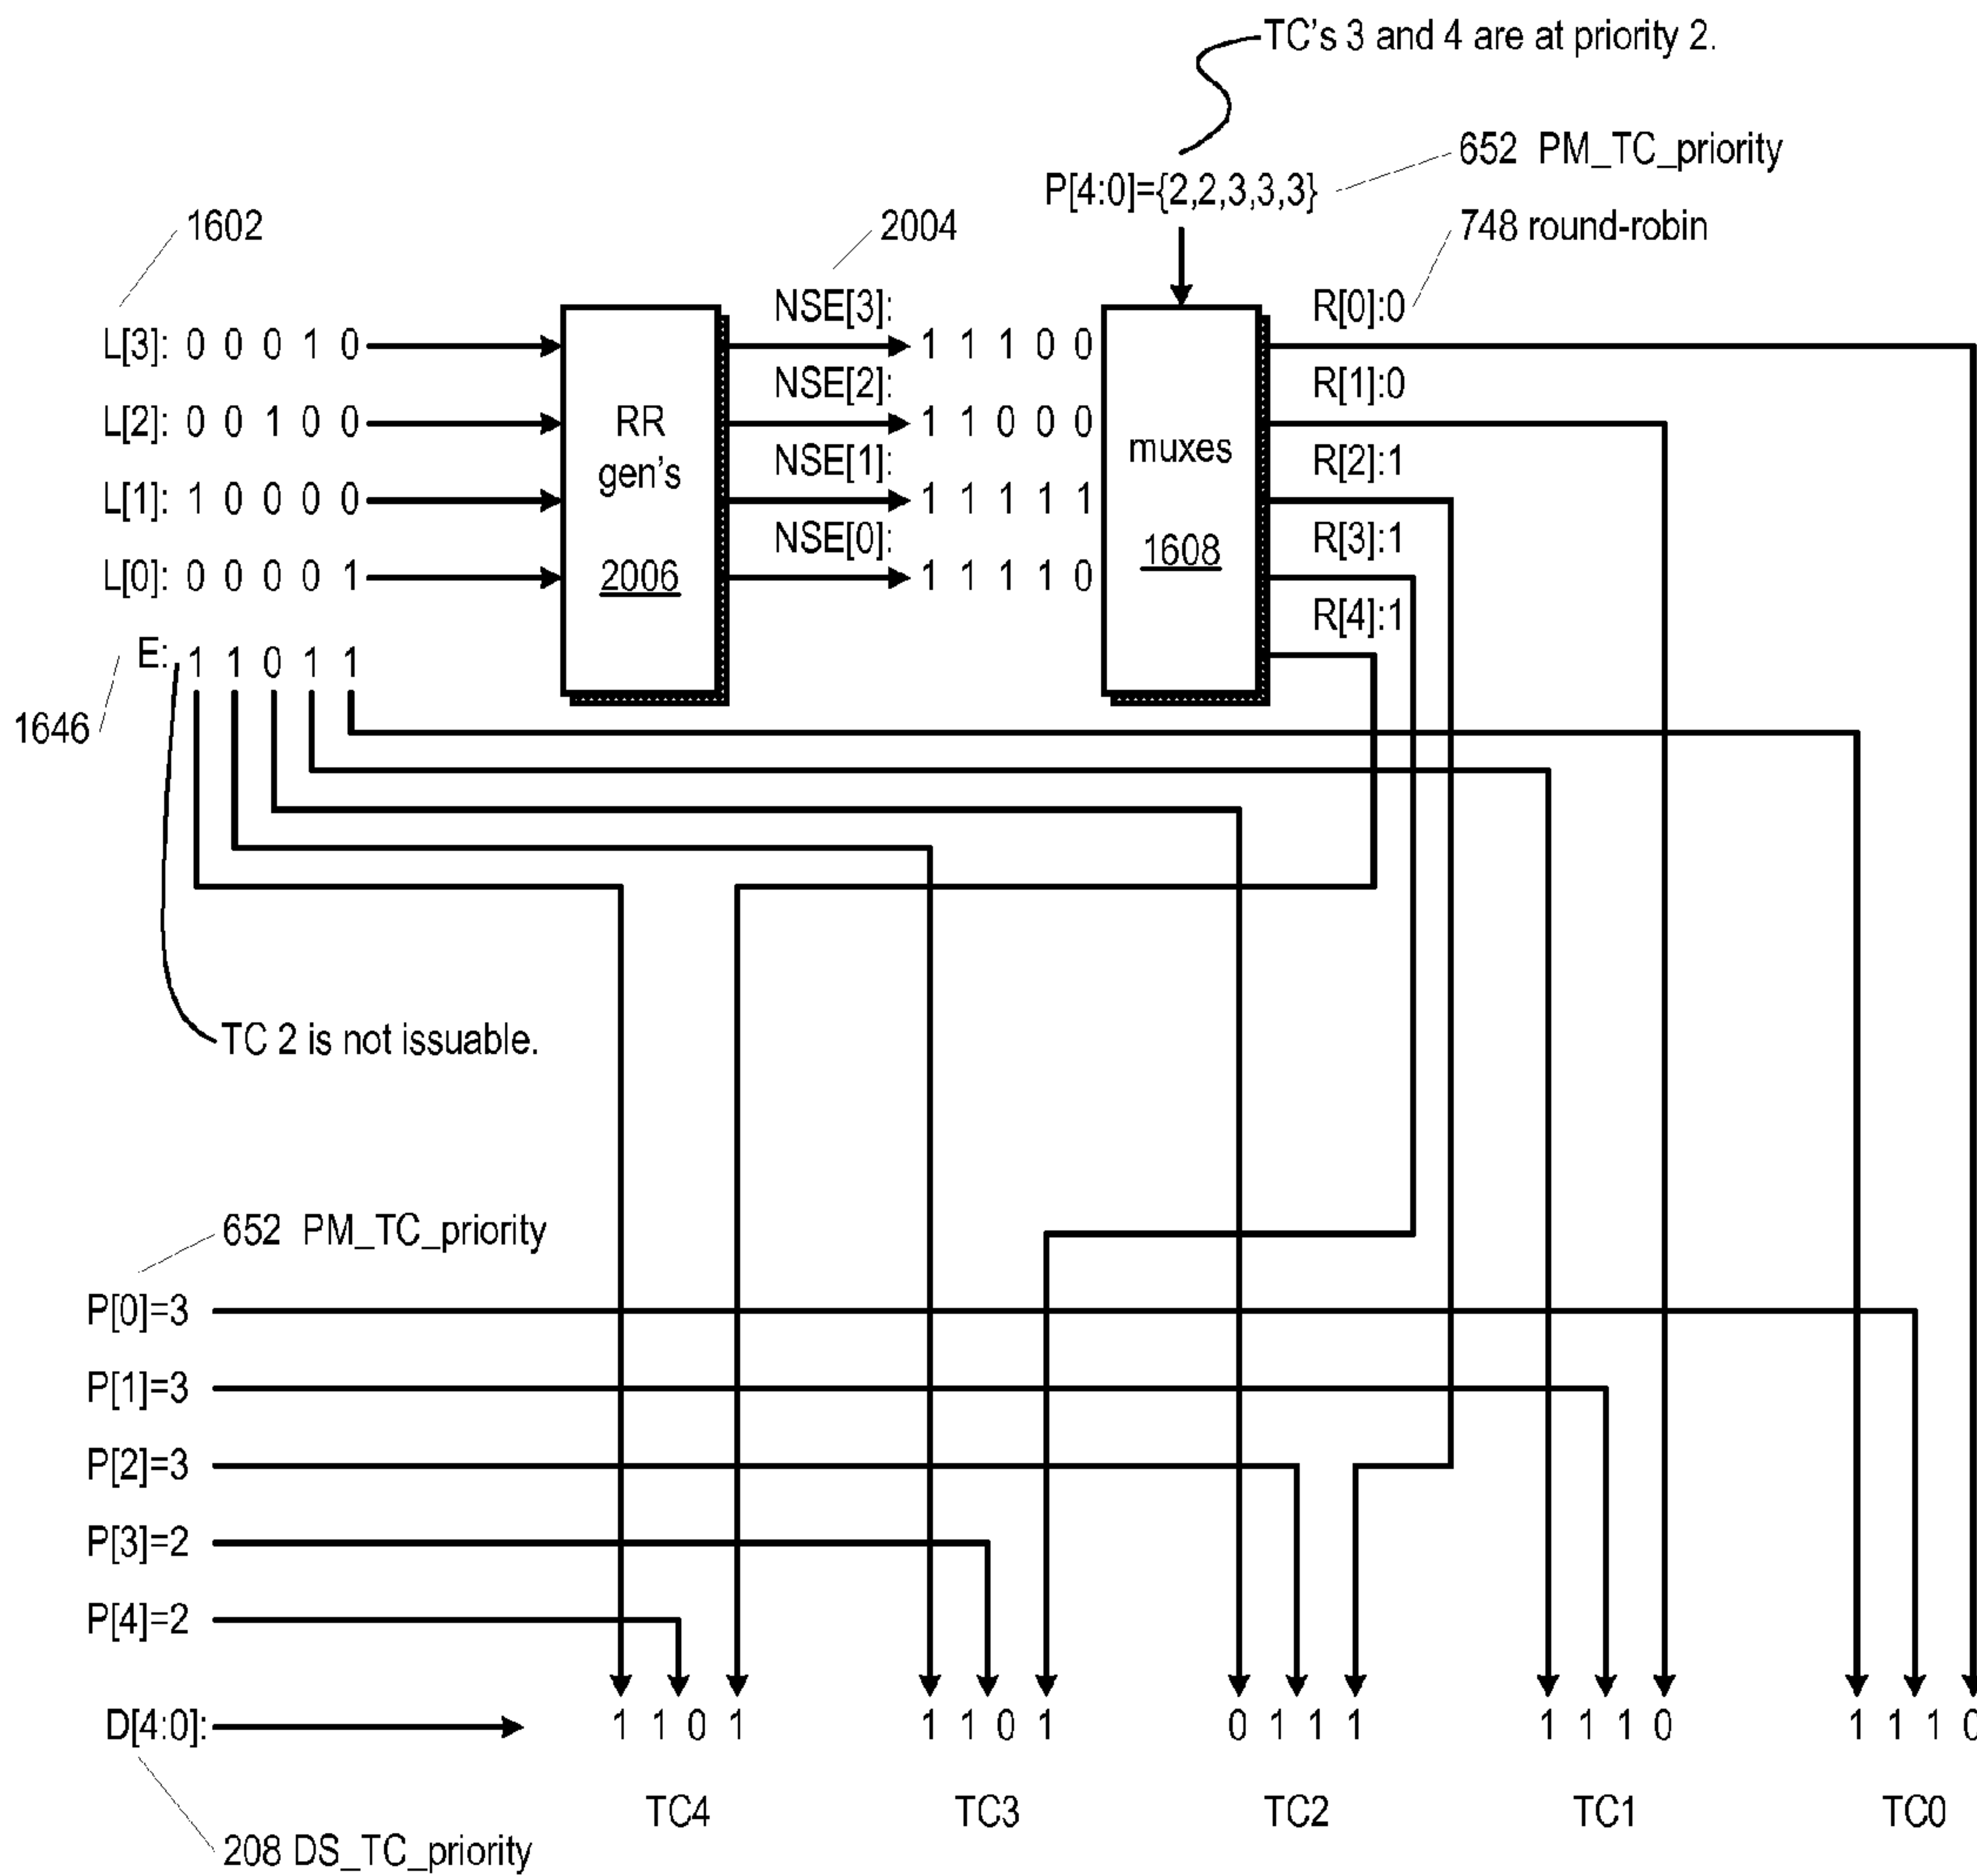 TC's 3 and 4 are at priority 2.
652 PM_TC_priority
P[4:0]={2,2,3,3,3}
1602
2004
748 round-robin
NSE[3]:
R[0]:0
L[3]: 0 0 0 1 0
1 1 1 0 0
NSE[2]:
R[1]:0
L[2]: 0 0 1 0 0
RR
1 1 0 0 0
muxes
NSE[1]:
R[2]:1
gen's
L[1]: 1 0 0 0 0
1 1 1 1 1
NSE[0]:
R[3]:1
1608
L[0]: 0 0 0 0 1
2006
1 1 1 1 0
R[4]:1
E: 1 1 0 1 1
1646
TC 2 is not issuable.
652 PM_TC_priority
P[0]=3
P[1]=3
P[2]=3
P[3]=2
P[4]=2
D[4:0]: 1 1 0 1 1 1 0 1 0 1 1 1 1 1 1 0 1 1 1 0
TC4 TC3 TC2 TC1 TC0
208 DS_TC_priority